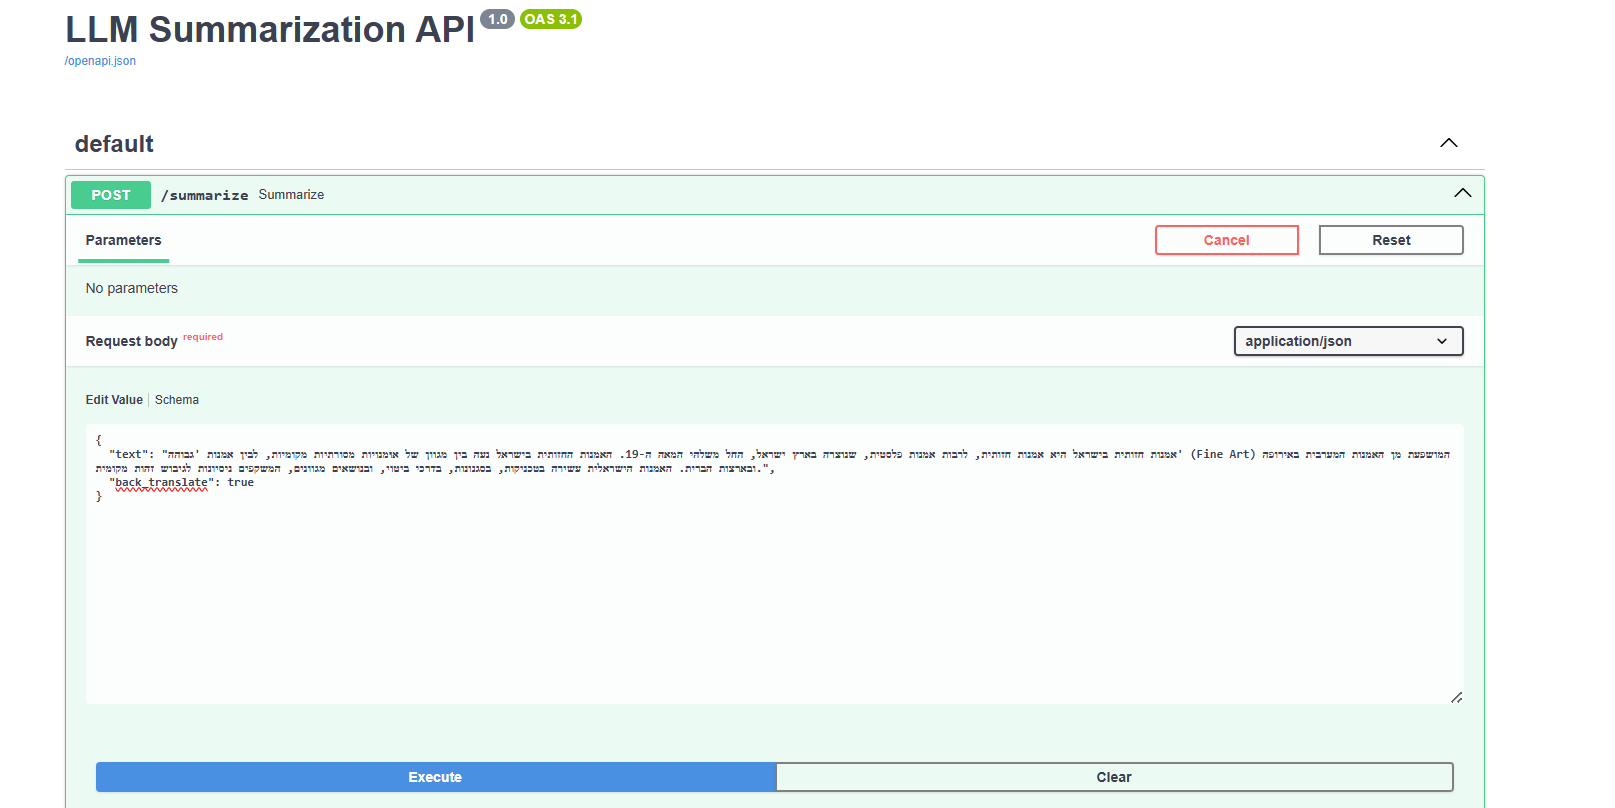 LLM Summarization API 1.0 OAS 3.1
/openapi.json
default
POST /summarize Summarize
Parameters
Cancel
Reset
No parameters
Request body required
application/json
Edit Value | Schema
{
"text": "אמנות חזותית בישראל היא אמנות חזותית, לרבות אמנות פלסטית, שנוצרה בארץ ישראל, החל משלהי המאה ה-19. האמנות החזותית בישראל נעה בין מגוון של אומנויות מסורתיות מקומיות, לבין אמנות 'גבוהה' (Fine Art) המושפעת מן האמנות המערבית באירופה
ובארצות הברית. האמנות הישראלית עשירה בטכניקות, בסגנונות, בדרכי ביטוי, ובנושאים מגוונים, המשקפים ניסיונות לגיבוש זהות מקומית.",
"back_translate": true
}
Execute
Clear